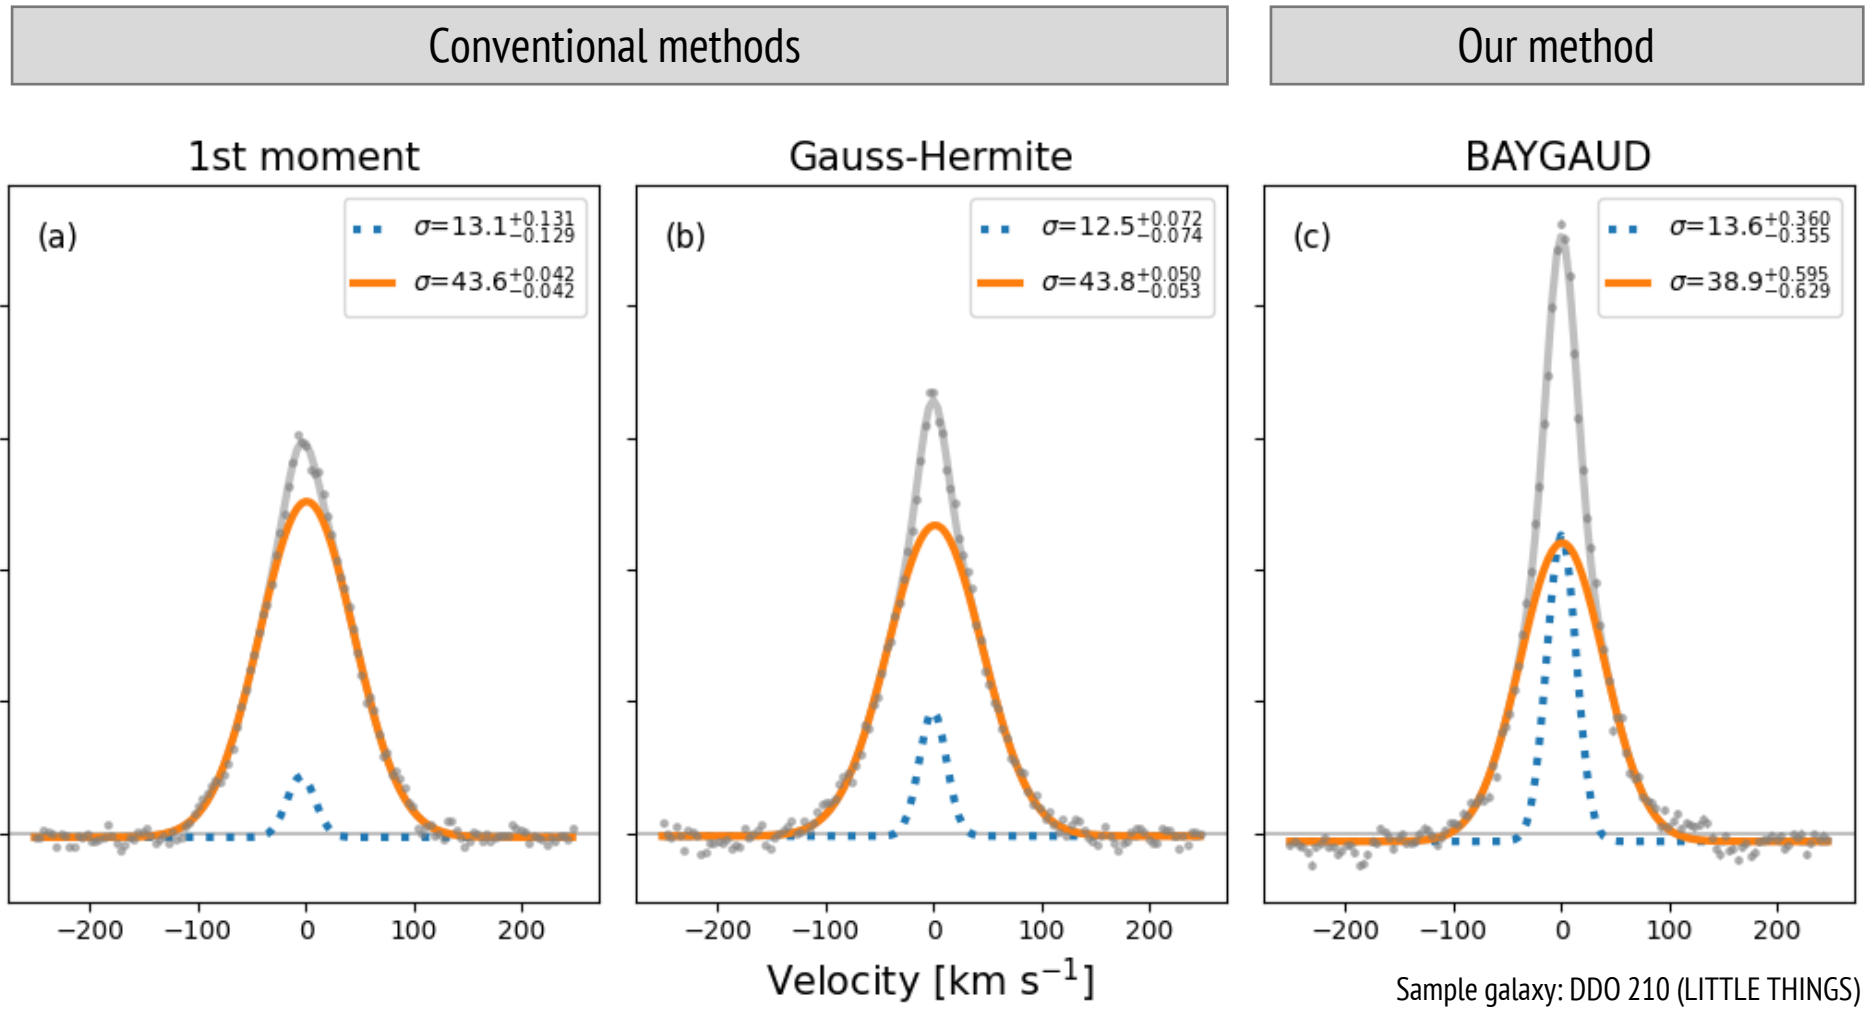 Conventional methods
Our method
1st moment
Gauss-Hermite
BAYGAUD
(a)
σ=13.1+0.131−0.129
σ=43.6+0.042−0.042
(b)
σ=12.5+0.072−0.074
σ=43.8+0.050−0.053
(c)
σ=13.6+0.360−0.355
σ=38.9+0.595−0.629
−200 −100 0 100 200
−200 −100 0 100 200
−200 −100 0 100 200
Velocity [km s−1]
Sample galaxy: DDO 210 (LITTLE THINGS)